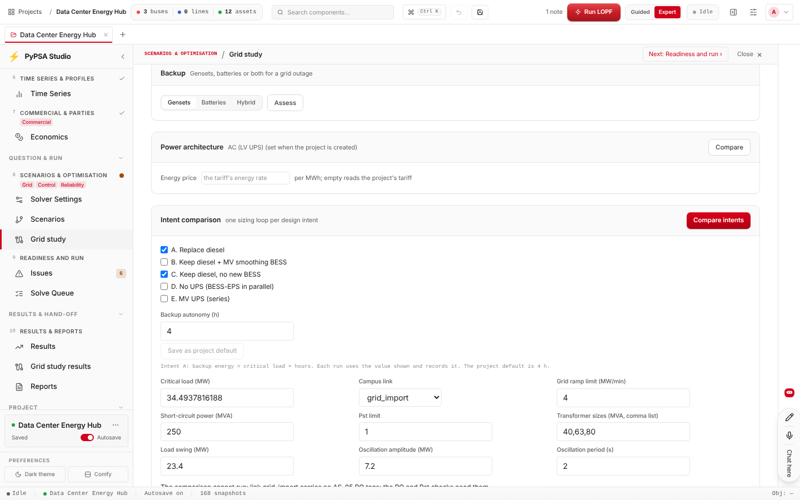 Projects
Data Center Energy Hub
3 buses
0 lines
12 assets
Search components...
⌘ Ctrl K
1 note
Run LOPF
Guided
Expert
Idle
A
Data Center Energy Hub ×
+
PyPSA Studio
6 TIME SERIES & PROFILES
Time Series
7 COMMERCIAL & PARTIES
Commercial
Economics
QUESTION & RUN
8 SCENARIOS & OPTIMISATION
Grid Control Reliability
Solver Settings
Scenarios
Grid study
9 READINESS AND RUN
Issues 6
Solve Queue
RESULTS & HANDOFF
10 RESULTS & REPORTS
Results
Grid study results
Reports
PROJECT
Data Center Energy Hub ...
Saved Autosave
PREFERENCES
Dark theme
Comfy
SCENARIOS & OPTIMISATION / Grid study
Next: Readiness and run ›
Close ×
Backup Gensets, batteries or both for a grid outage
Gensets Batteries Hybrid Assess
Power architecture AC (LV UPS) (set when the project is created)
Compare
Energy price the tariff's energy rate per MWh; empty reads the project's tariff
Intent comparison one sizing loop per design intent
Compare intents
A. Replace diesel
B. Keep diesel + MV smoothing BESS
C. Keep diesel, no new BESS
D. No UPS (BESS-EPS in parallel)
E. MV UPS (series)
Backup autonomy (h)
4
Save as project default
Intent A: backup energy = critical load × hours. Each run uses the value shown and records it. The project default is 4 h.
Critical load (MW) Campus link Grid ramp limit (MW/min)
34.4937816188 grid_import 4
Short-circuit power (MVA) Pst limit Transformer sizes (MVA, comma list)
250 1 40,63,80
Load swing (MW) Oscillation amplitude (MW) Oscillation period (s)
23.4 7.2 2
Chat here
Idle
Data Center Energy Hub
Autosave on
168 snapshots
Obj: —